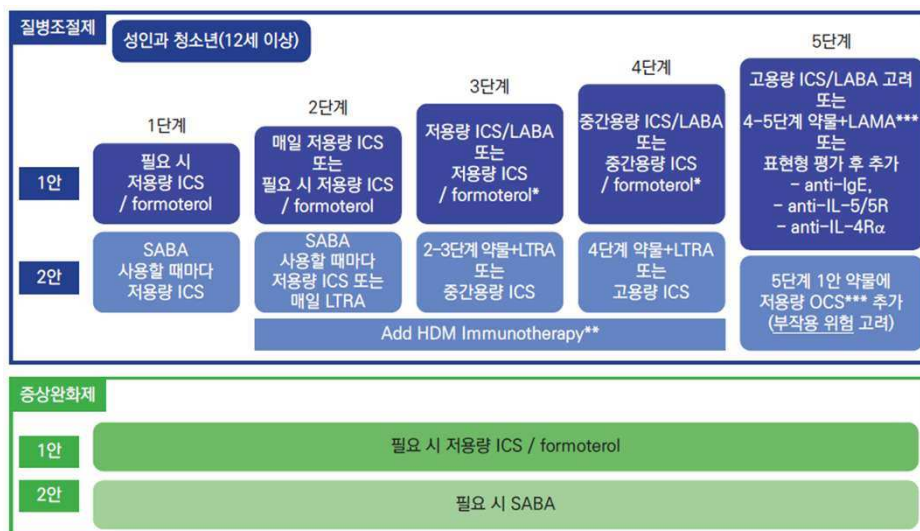 질병조절제
성인과 청소년(12세 이상)
1단계
2단계
3단계
4단계
5단계
1안
필요 시
저용량 ICS
/ formoterol
매일 저용량 ICS
또는
필요 시 저용량 ICS
/ formoterol
저용량 ICS/LABA
또는
저용량 ICS
/ formoterol*
중간용량 ICS/LABA
또는
중간용량 ICS
/ formoterol*
고용량 ICS/LABA 고려
또는
4-5단계 약물+LAMA***
또는
표현형 평가 후 추가
- anti-IgE,
- anti-IL-5/5R
- anti-IL-4Rα
2안
SABA
사용할 때마다
저용량 ICS
SABA
사용할 때마다
저용량 ICS 또는
매일 LTRA
2-3단계 약물+LTRA
또는
중간용량 ICS
4단계 약물+LTRA
또는
고용량 ICS
5단계 1안 약물에
저용량 OCS*** 추가
(부작용 위험 고려)
Add HDM Immunotherapy**
증상완화제
1안
필요 시 저용량 ICS / formoterol
2안
필요 시 SABA